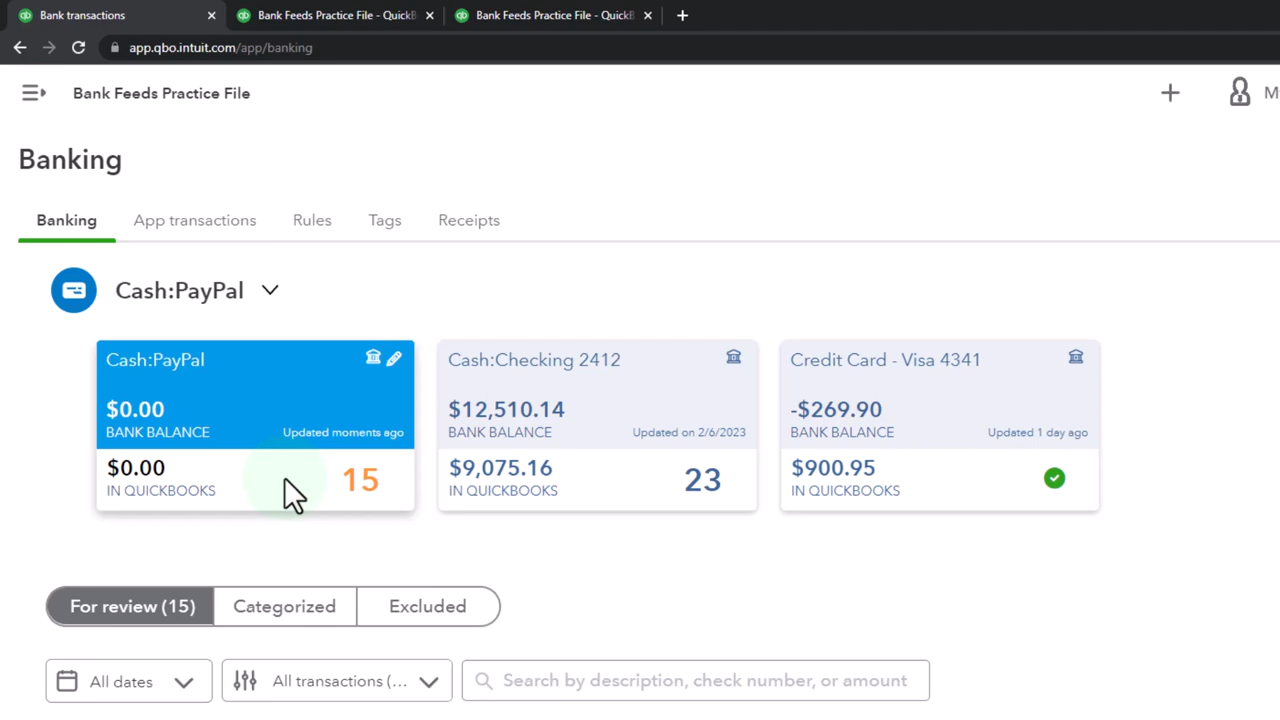 Bank transactions
Bank Feeds Practice File - QuickB
Bank Feeds Practice File - QuickB
app.qbo.intuit.com/app/banking
Bank Feeds Practice File
M
Banking
Banking App transactions Rules Tags Receipts
Cash:PayPal
Cash:PayPal
$0.00
BANK BALANCE Updated moments ago
$0.00
IN QUICKBOOKS
15
Cash:Checking 2412
$12,510.14
BANK BALANCE Updated on 2/6/2023
$9,075.16
IN QUICKBOOKS
23
Credit Card - Visa 4341
-$269.90
BANK BALANCE Updated 1 day ago
$900.95
IN QUICKBOOKS
For review (15) Categorized Excluded
All dates All transactions (... Search by description, check number, or amount